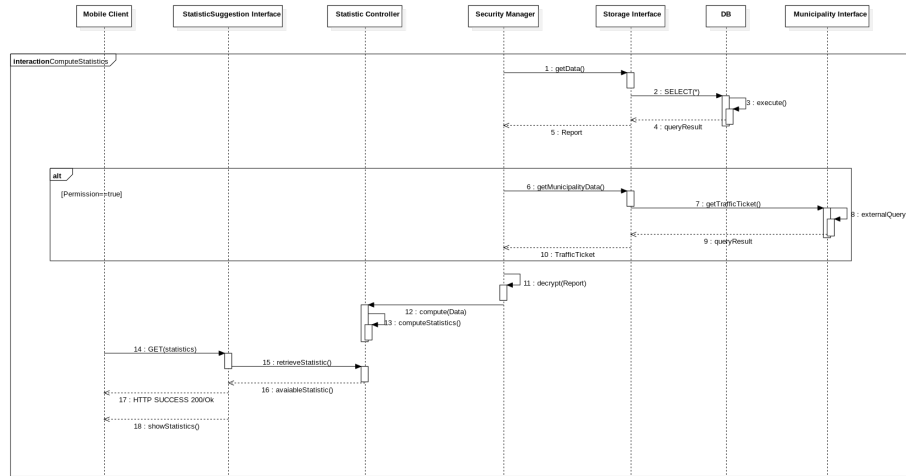 Mobile Client
StatisticSuggestion Interface
Statistic Controller
Security Manager
Storage Interface
DB
Municipality Interface
interactionComputeStatistics
1 : getData()
2 : SELECT(*)
3 : execute()
4 : queryResult
5 : Report
alt
[Permission==true]
6 : getMunicipalityData()
7 : getTrafficTicket()
8 : externalQuery
9 : queryResult
10 : TrafficTicket
11 : decrypt(Report)
12 : compute(Data)
13 : computeStatistics()
14 : GET(statistics)
15 : retrieveStatistic()
16 : avaiableStatistic()
17 : HTTP SUCCESS 200/Ok
18 : showStatistics()